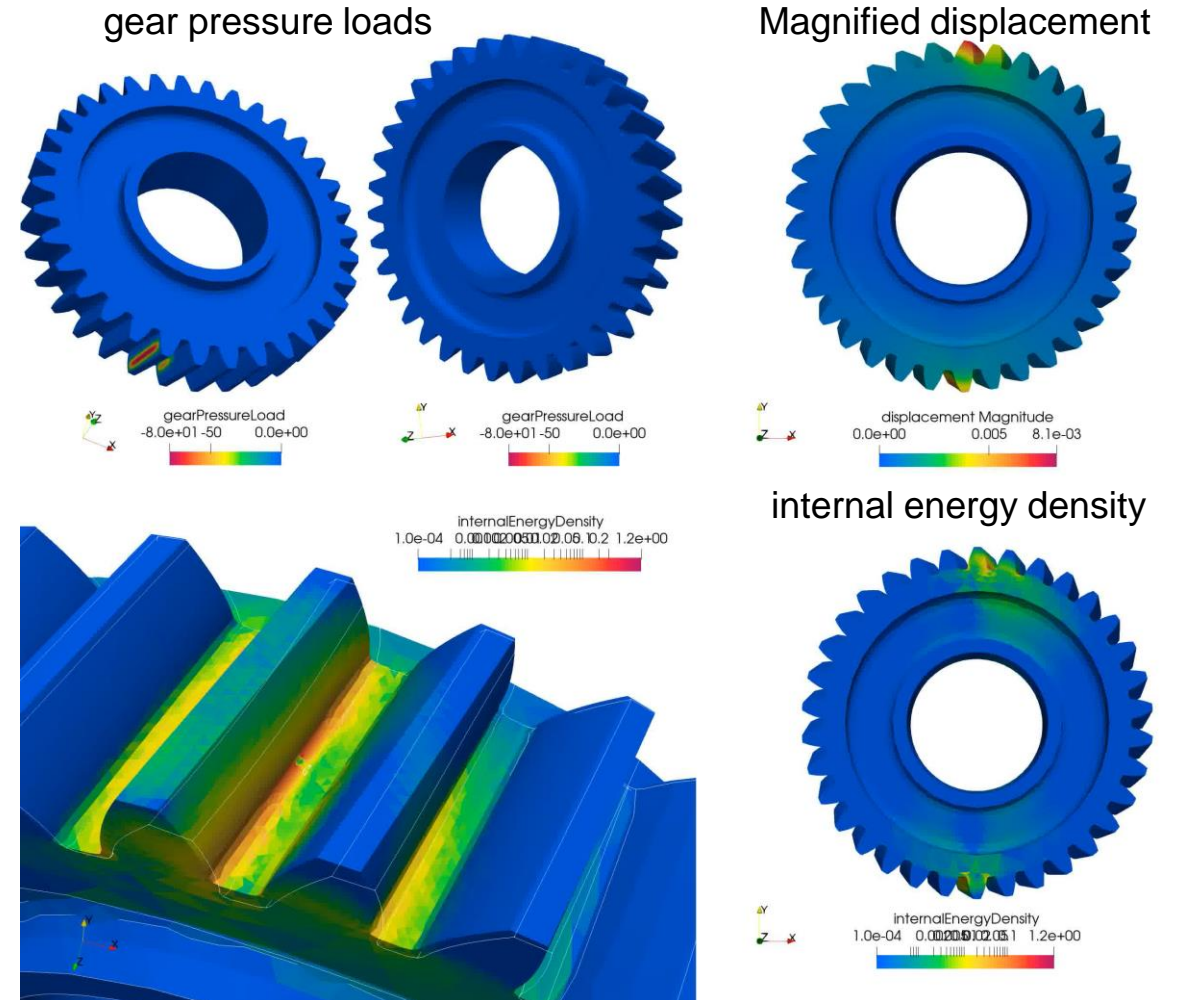 gear pressure loads
Magnified displacement
Y
Z
X
gearPressureLoad
-8.0e+01 -50 0.0e+00
Y
Z
X
gearPressureLoad
-8.0e+01 -50 0.0e+00
Y
Z
X
displacement Magnitude
0.0e+00 0.005 8.1e-03
internal energy density
internalEnergyDensity
1.0e-04 0.2 1.2e+00
Y
X
Z
Y
Z
X
internalEnergyDensity
1.0e-04 1.2e+00